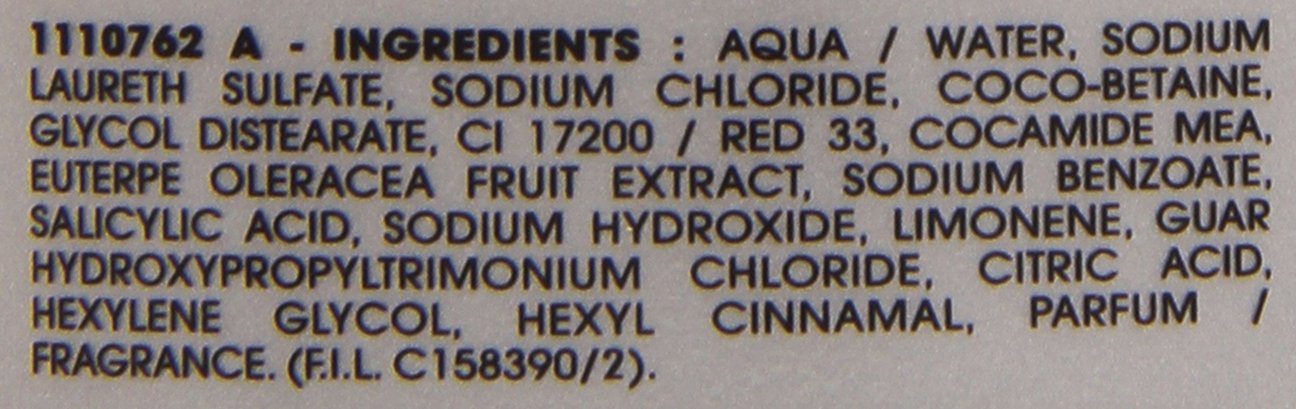 1110762 A - INGREDIENTS : AQUA / WATER, SODIUM
LAURETH SULFATE, SODIUM CHLORIDE, COCO-BETAINE,
GLYCOL DISTEARATE, CI 17200 / RED 33, COCAMIDE MEA,
EUTERPE OLERACEA FRUIT EXTRACT, SODIUM BENZOATE,
SALICYLIC ACID, SODIUM HYDROXIDE, LIMONENE, GUAR
HYDROXYPROPYLTRIMONIUM CHLORIDE, CITRIC ACID,
HEXYLENE GLYCOL, HEXYL CINNAMAL, PARFUM /
FRAGRANCE. (F.I.L. C158390/2).